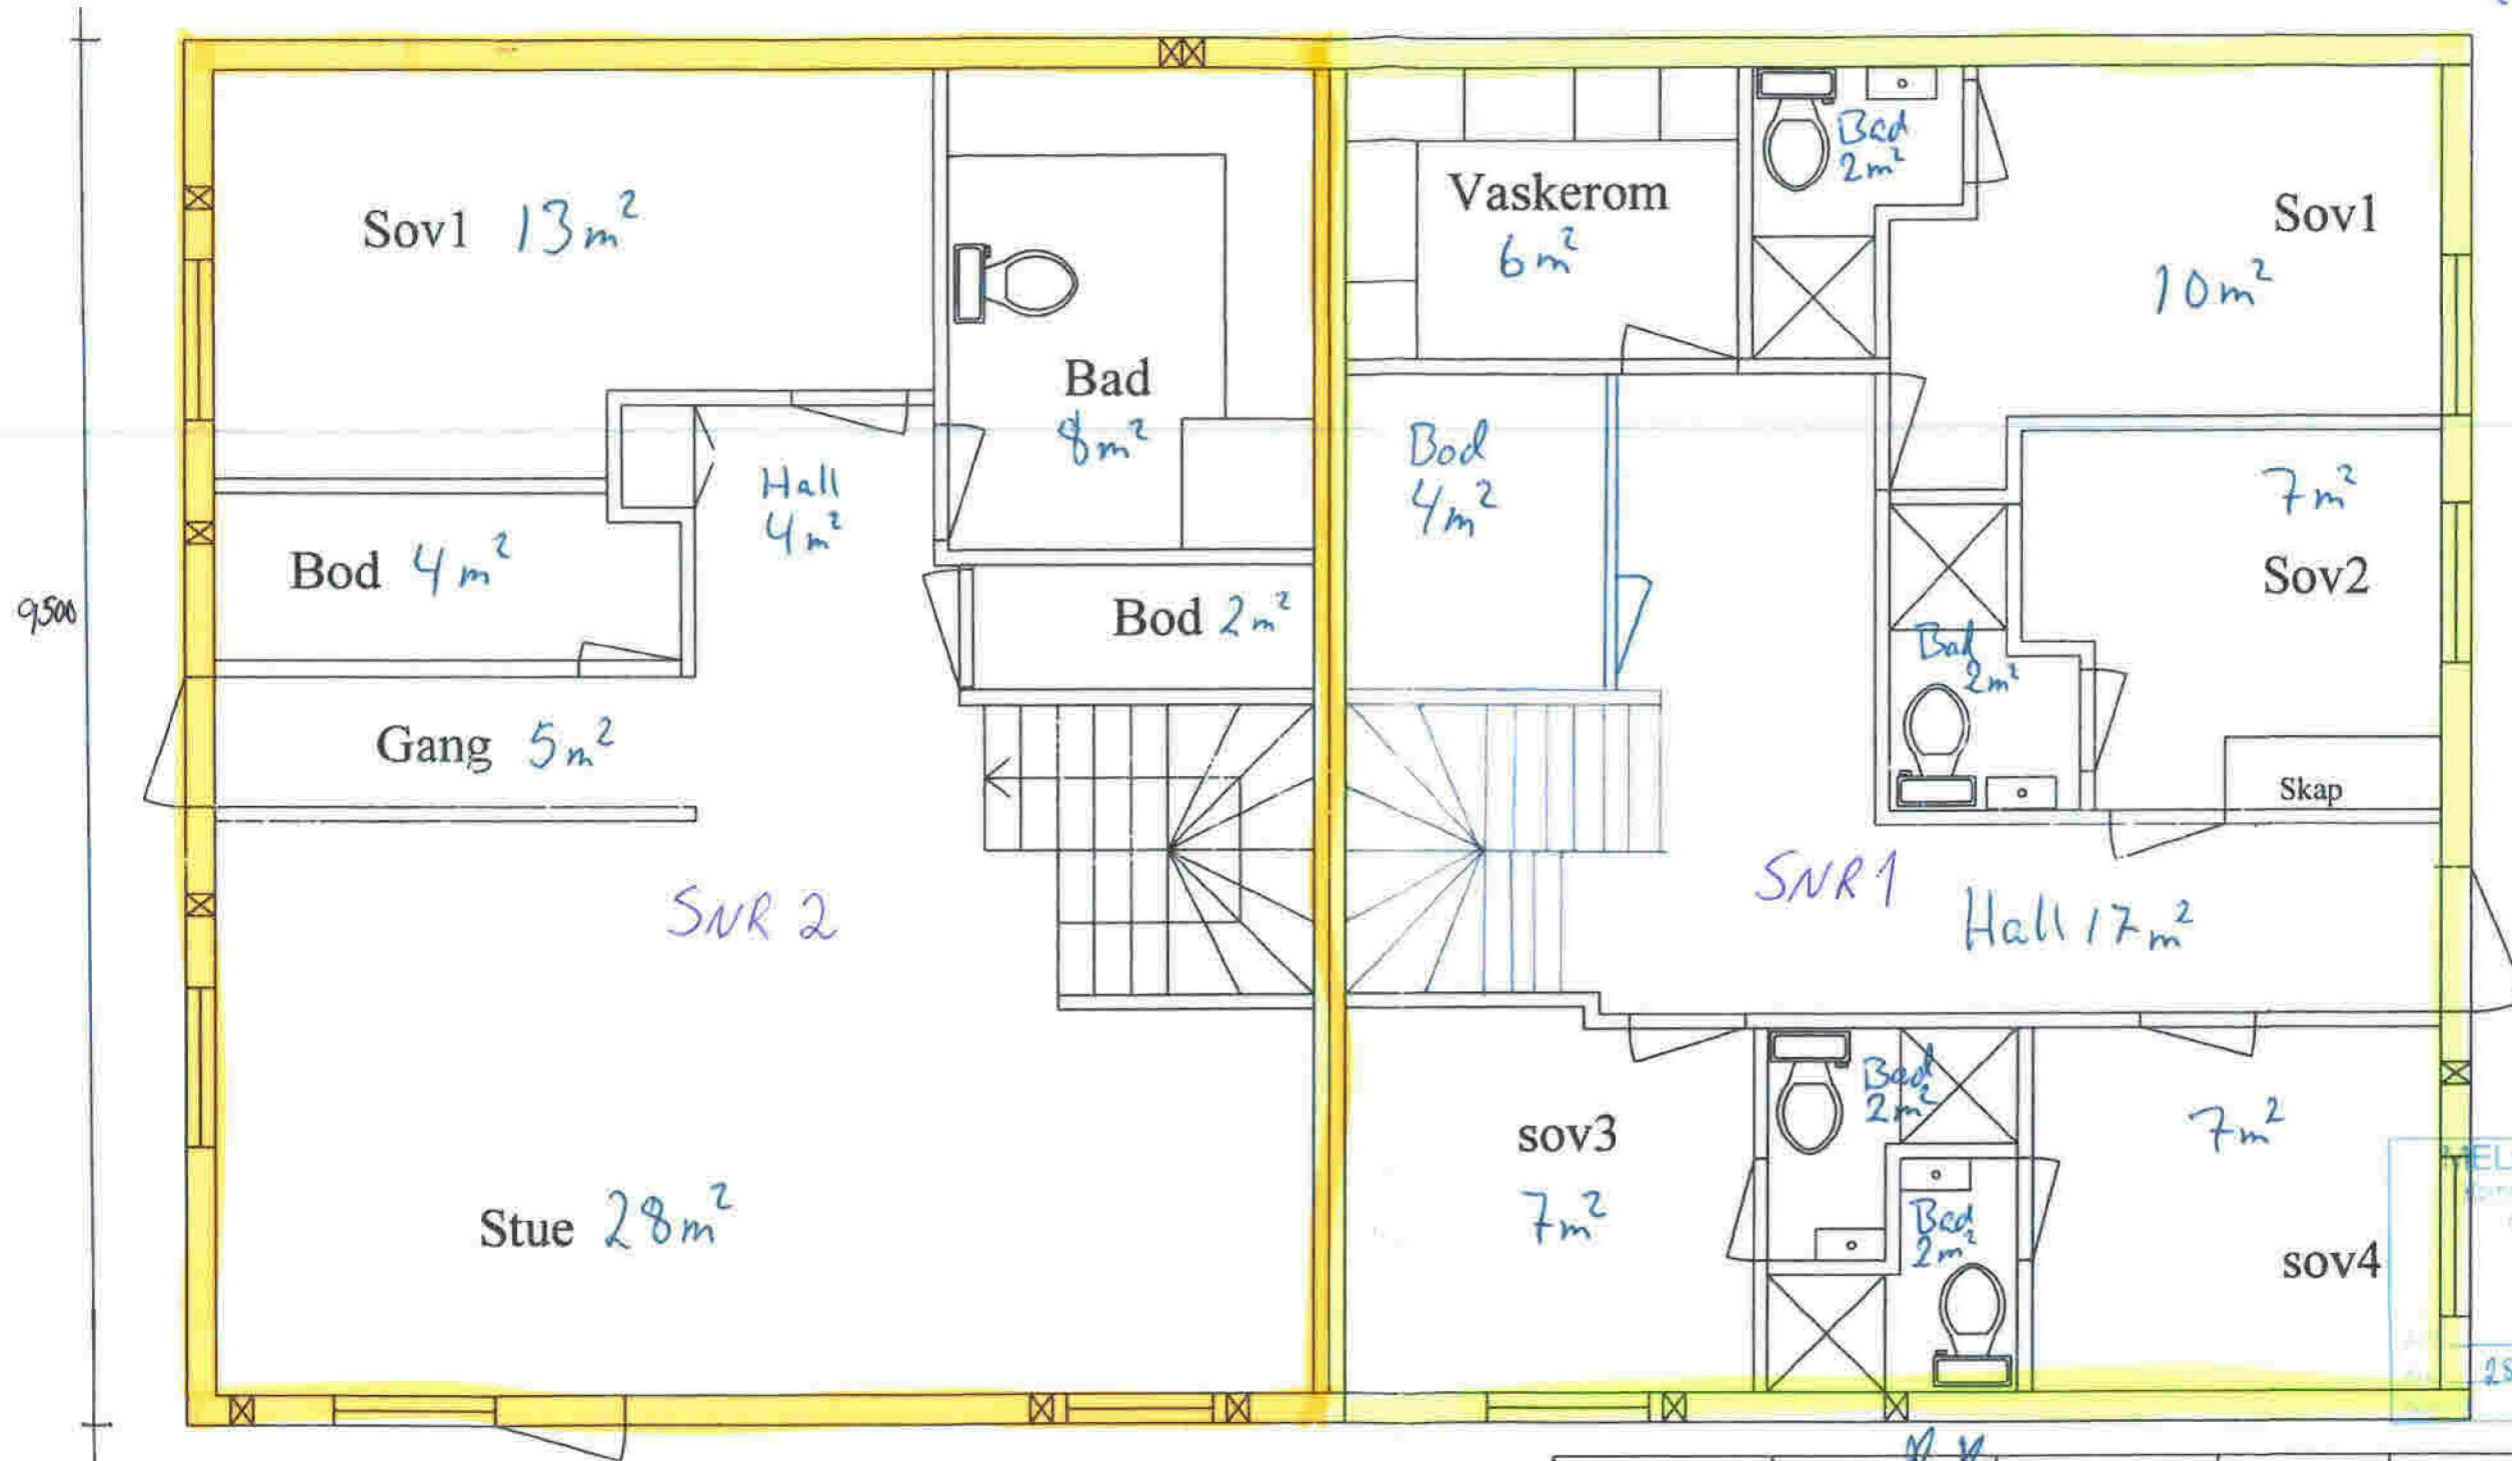 Sov1 13m²
Bad
8m²
Hall
4m²
Bod 4m²
Bod 2m²
Gang 5m²
9500
SNR 2
Stue 28m²
Vaskerom
6m²
Bad
2m²
Sov1
10m²
Bod
4m²
7m²
Sov2
Bad
2m²
Skap
SNR1
Hall 17m²
sov3
7m²
Bad
2m²
Bad
2m²
7m²
sov4
28